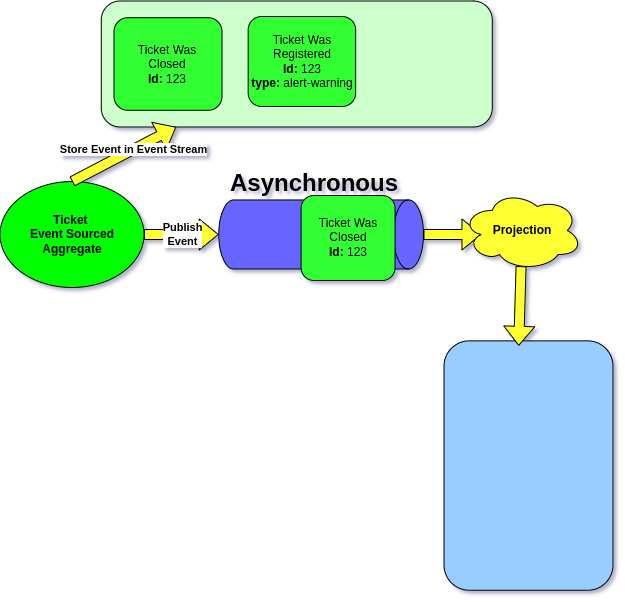 Ticket Was
Closed
Id: 123
Ticket Was
Registered
Id: 123
type: alert-warning
Store Event in Event Stream
Asynchronous
Ticket
Event Sourced
Aggregate
Publish
Event
Ticket Was
Closed
Id: 123
Projection